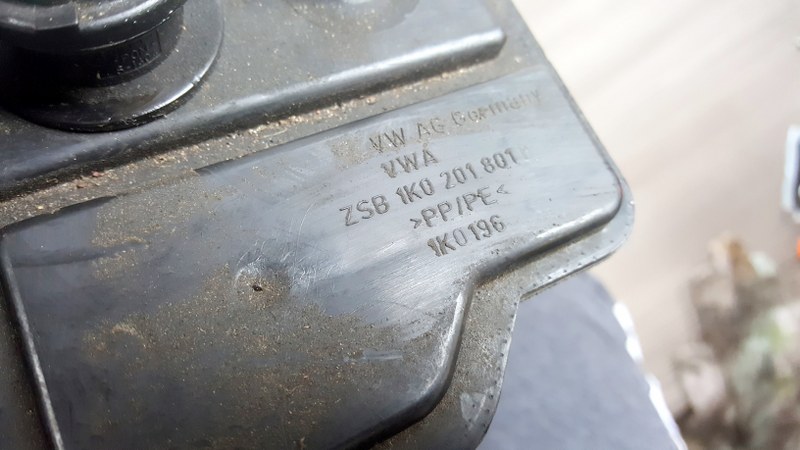 VW AG Germany
VWA
ZSB 1K0 201 801
>PP/PE<
1K0196